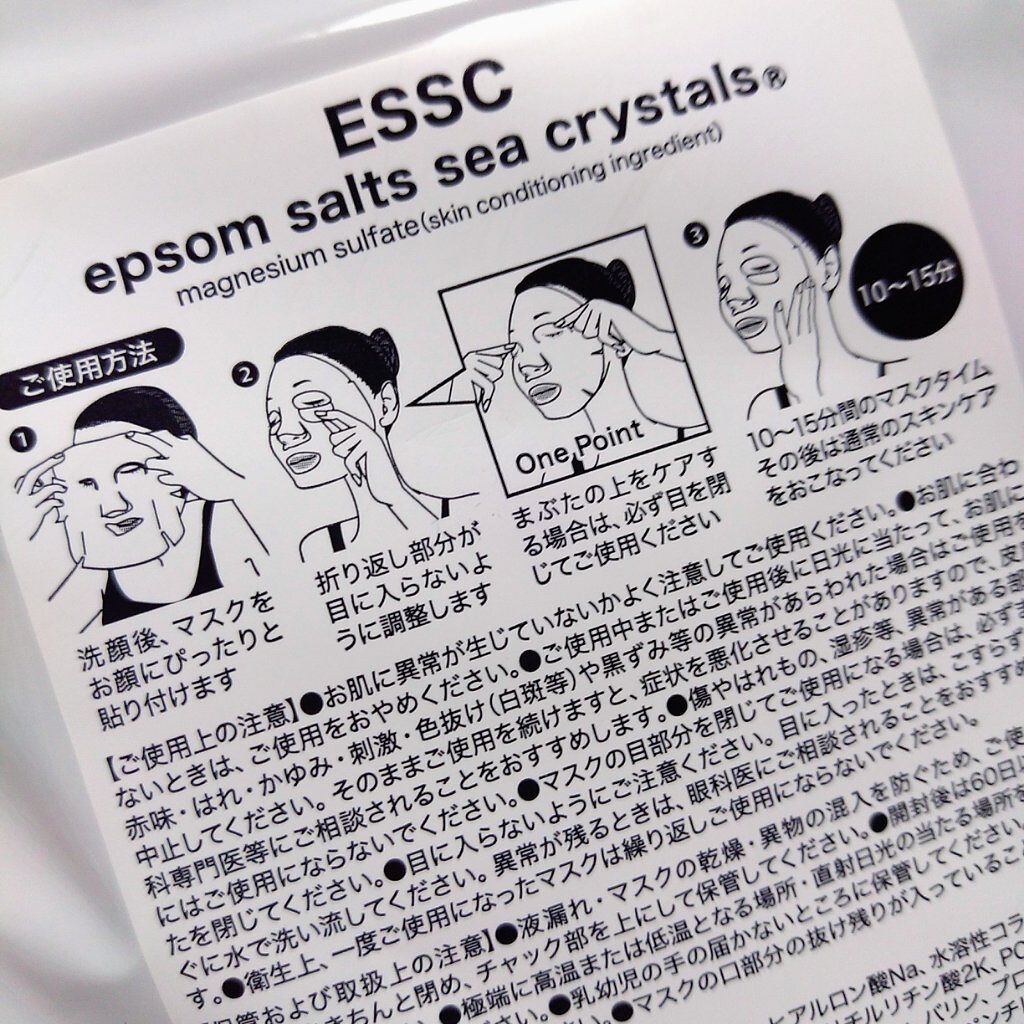 ESSC
epsom salts sea crystals®
magnesium sulfate(skin conditioning ingredient)
ご使用方法
1
洗顔後、マスクを
お顔にぴったりと
貼り付けます
2
折り返し部分が
目に入らないよ
うに調整します
One Point
まぶたの上をケアす
る場合は、必ず目を閉
じてご使用ください
3
10〜15分
10〜15分間のマスクタイム
その後は通常のスキンケア
をおこなってください
【ご使用上の注意】●お肌に異常が生じていないかよく注意してご使用ください。●お肌に合わ
ないときは、ご使用をおやめください。●ご使用中またはご使用後に日光に当たって、お肌に
赤味・はれ・かゆみ・刺激・色抜け(白斑等)や黒ずみ等の異常があらわれた場合はご使用を
中止してください。そのままご使用を続けますと、症状を悪化させることがありますので、皮
科専門医等にご相談されることをおすすめします。●傷やはれもの、湿疹等、異常がある部
にはご使用にならないでください。●マスクの目部分を閉じてご使用になる場合は、必ず
たを閉じてください。●目に入らないようにご注意ください。目に入ったときは、こすらず
ぐに水で洗い流してください。異常が残るときは、眼科医にご相談されることをおすすめ
す。●衛生上、一度ご使用になったマスクは繰り返しご使用にならないでください。
および取扱上の注意】●液漏れ・マスクの乾燥・異物の混入を防ぐため、ご使
きちんと閉め、チャック部を上にして保管してください。●開封後は60日以
●極端に高温または低温となる場所・直射日光の当たる場所を
●乳幼児の手の届かないところに保管してください。
●マスクの口部分の抜け残りが入っているこ
ヒアルロン酸Na、水溶性コラ
チルリチン酸2K、PC
バリン、プロ